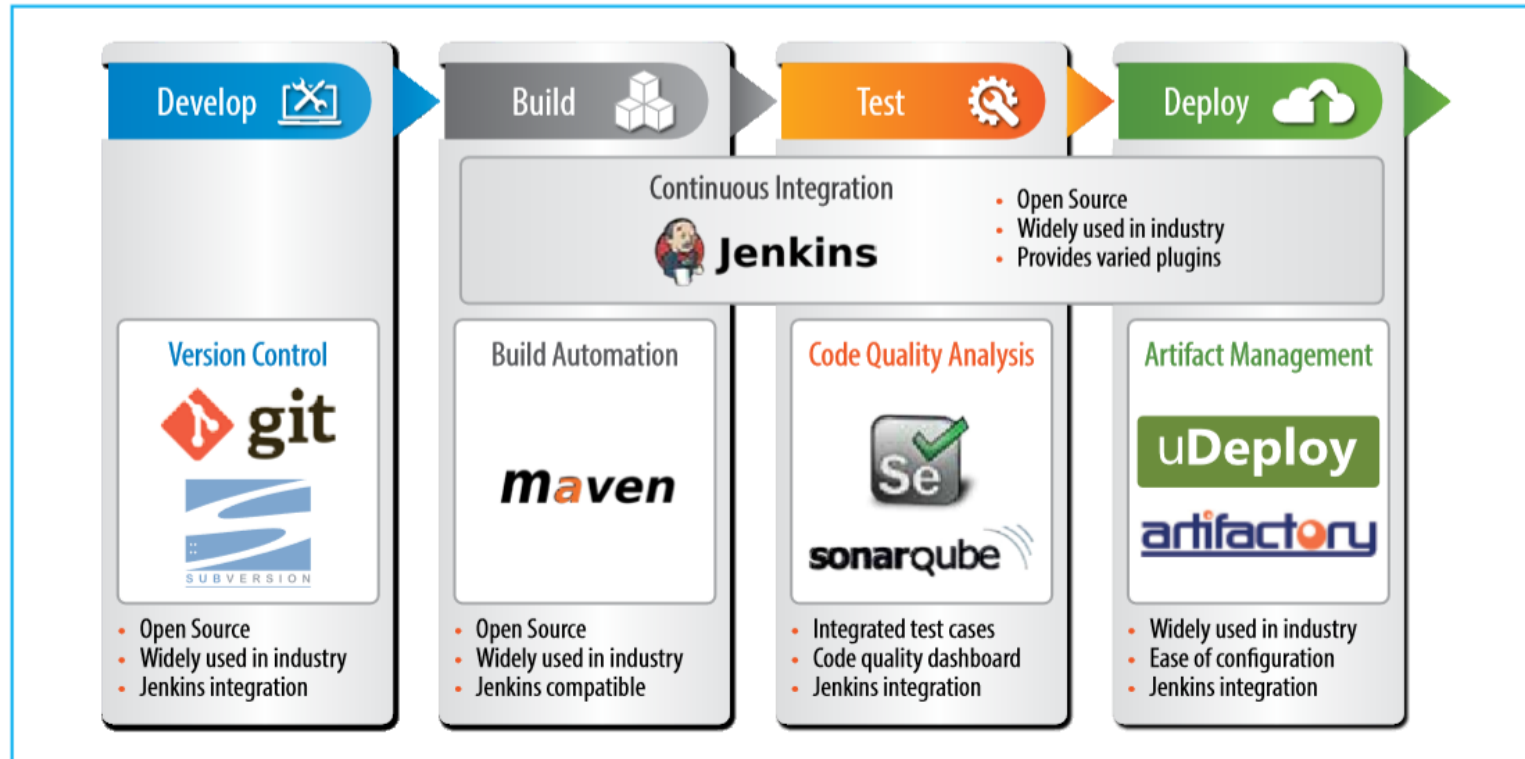 Develop
Build
Test
Deploy
Continuous Integration
Jenkins
• Open Source
• Widely used in industry
• Provides varied plugins
Version Control
git
SUBVERSION
• Open Source
• Widely used in industry
• Jenkins integration
Build Automation
maven
• Open Source
• Widely used in industry
• Jenkins compatible
Code Quality Analysis
Se
sonarqube
• Integrated test cases
• Code quality dashboard
• Jenkins integration
Artifact Management
uDeploy
artifactory
• Widely used in industry
• Ease of configuration
• Jenkins integration